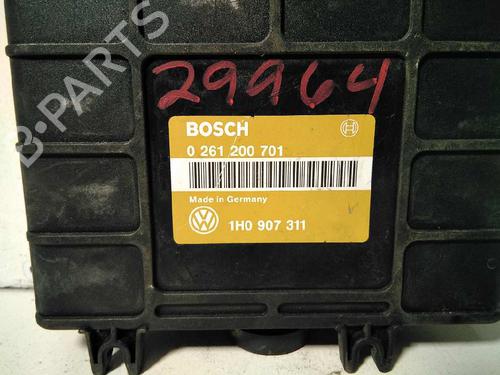 B-PARTS
29964
BOSCH
0 261 200 701
Made in Germany
1H0 907 311